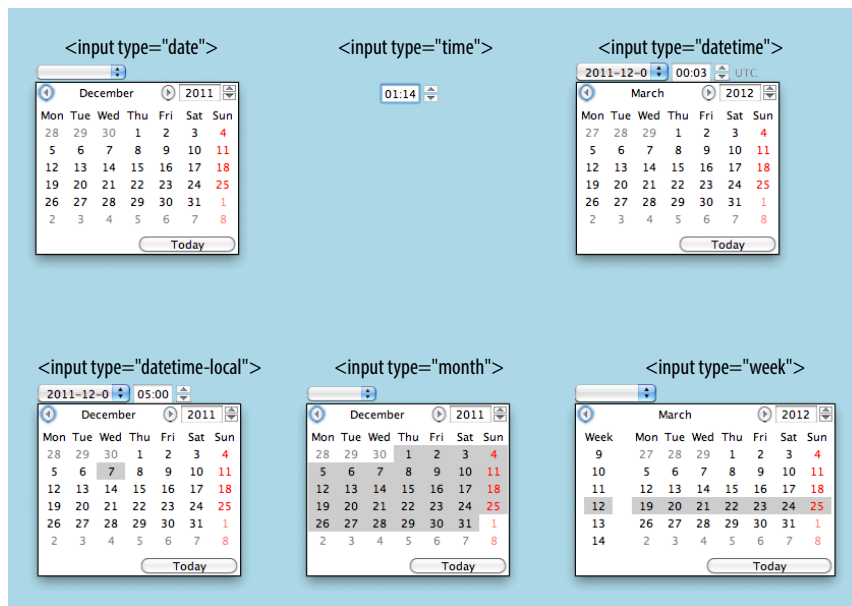 <input type="date">
December 2011
Mon Tue Wed Thu Fri Sat Sun
28 29 30 1 2 3 4
5 6 7 8 9 10 11
12 13 14 15 16 17 18
19 20 21 22 23 24 25
26 27 28 29 30 31 1
2 3 4 5 6 7 8
Today
<input type="time">
01:14
<input type="datetime">
2011-12-0 00:03 UTC
March 2012
Mon Tue Wed Thu Fri Sat Sun
27 28 29 1 2 3 4
5 6 7 8 9 10 11
12 13 14 15 16 17 18
19 20 21 22 23 24 25
26 27 28 29 30 31 1
2 3 4 5 6 7 8
Today
<input type="datetime-local">
2011-12-0 05:00
December 2011
Mon Tue Wed Thu Fri Sat Sun
28 29 30 1 2 3 4
5 6 7 8 9 10 11
12 13 14 15 16 17 18
19 20 21 22 23 24 25
26 27 28 29 30 31 1
2 3 4 5 6 7 8
Today
<input type="month">
December 2011
Mon Tue Wed Thu Fri Sat Sun
28 29 30 1 2 3 4
5 6 7 8 9 10 11
12 13 14 15 16 17 18
19 20 21 22 23 24 25
26 27 28 29 30 31 1
2 3 4 5 6 7 8
Today
<input type="week">
March 2012
Week Mon Tue Wed Thu Fri Sat Sun
9 27 28 29 1 2 3 4
10 5 6 7 8 9 10 11
11 12 13 14 15 16 17 18
12 19 20 21 22 23 24 25
13 26 27 28 29 30 31 1
14 2 3 4 5 6 7 8
Today